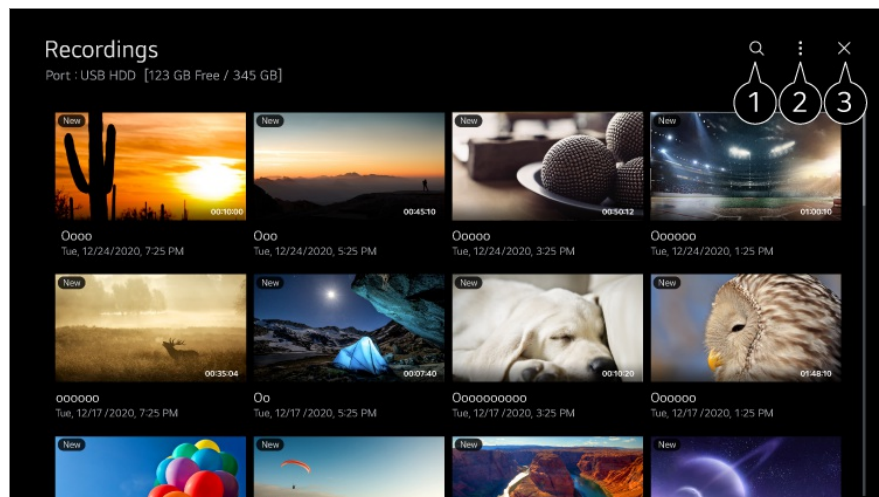 Recordings
Port : USB HDD [123 GB Free / 345 GB]
1 2 3
New New New New
00:10:00 00:45:10 00:50:12 01:00:10
Oooo Ooo Ooooo Oooooo
Tue, 12/24/2020, 7:25 PM Tue, 12/24/2020, 5:25 PM Tue, 12/24/2020, 3:25 PM Tue, 12/24/2020, 1:25 PM
New New New New
00:35:04 00:07:40 00:10:20 01:48:10
oooooo Oo Oooooooooo Oooooo
Tue, 12/17/2020, 7:25 PM Tue, 12/17/2020, 5:25 PM Tue, 12/17/2020, 3:25 PM Tue, 12/17/2020, 1:25 PM
New New New New